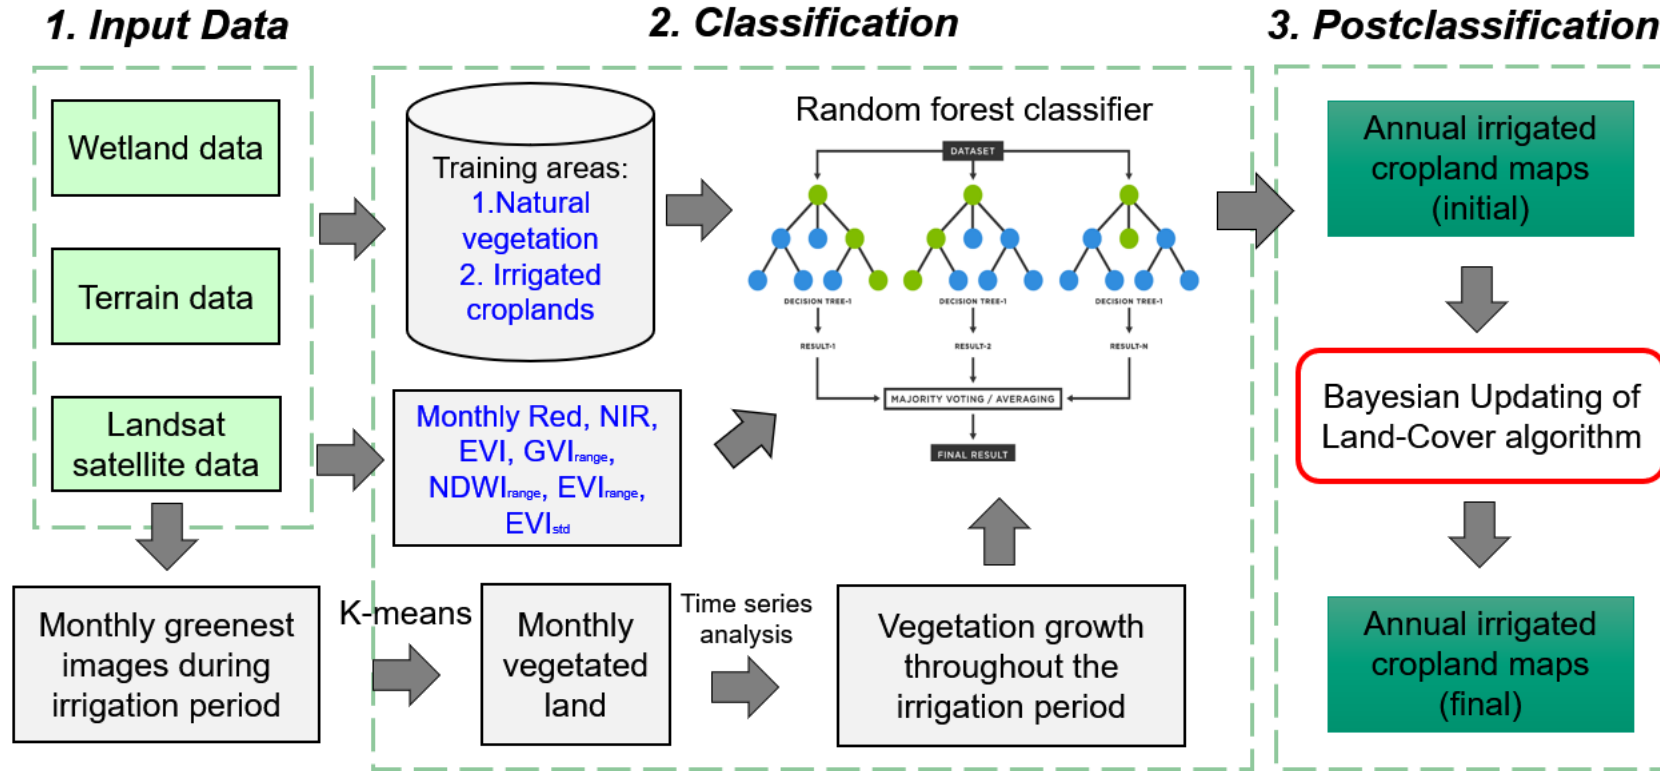 1. Input Data
2. Classification
3. Postclassification
Wetland data
Terrain data
Landsat
satellite data
Monthly greenest
images during
irrigation period
Training areas:
1.Natural
vegetation
2. Irrigated
croplands
Monthly Red, NIR,
EVI, GVIrange,
NDWIrange, EVIrange,
EVIstd
K-means
Monthly
vegetated
land
Time series
analysis
Vegetation growth
throughout the
irrigation period
Random forest classifier
DATASET
DECISION TREE-1
DECISION TREE-1
DECISION TREE-1
RESULT-1
RESULT-2
RESULT-N
MAJORITY VOTING / AVERAGING
FINAL RESULT
Annual irrigated
cropland maps
(initial)
Bayesian Updating of
Land-Cover algorithm
Annual irrigated
cropland maps
(final)